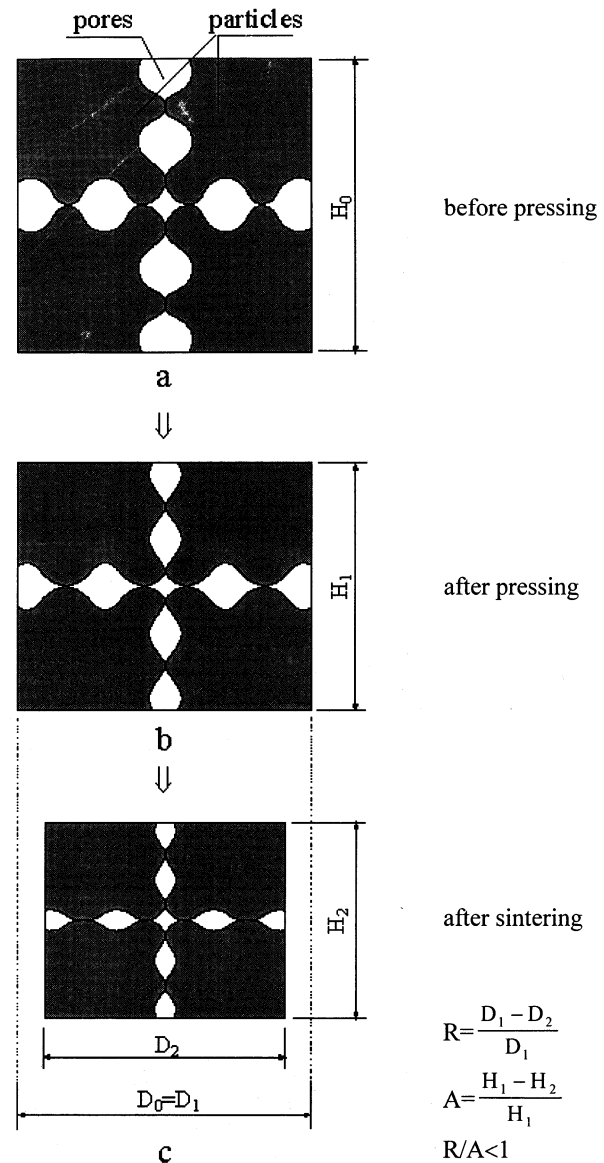 pores particles
H₀
before pressing
a
⇓
H₁
after pressing
b
⇓
H₂
after sintering
D₂
D₀=D₁
c
R=(D₁ − D₂)/D₁
A=(H₁ − H₂)/H₁
R/A<1